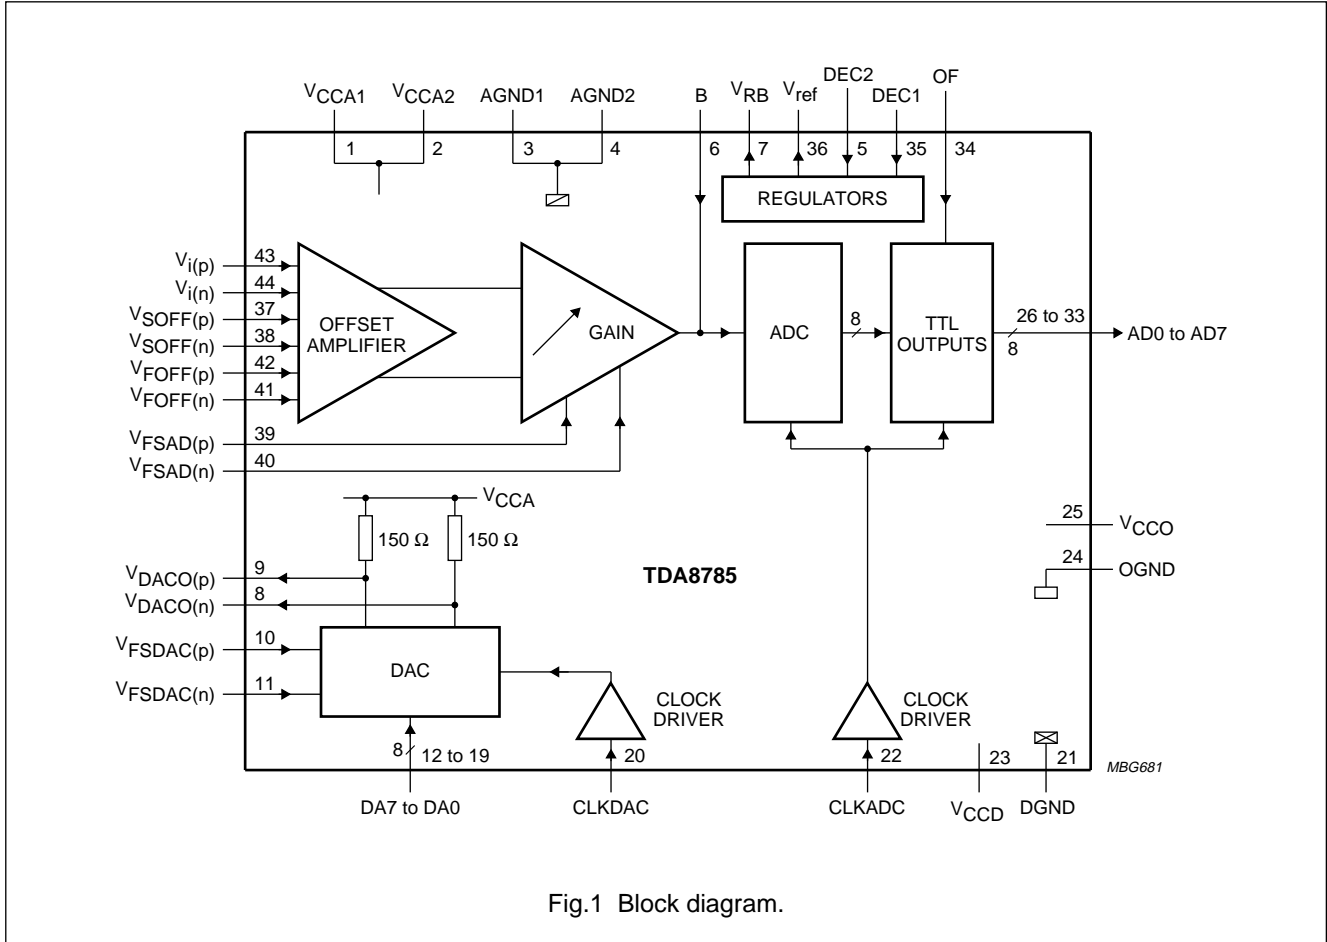 VCCA1 VCCA2 AGND1 AGND2 B VRB Vref DEC2 DEC1 OF
1 2 3 4 6 7 36 5 35 34
REGULATORS
Vi(p) 43
Vi(n) 44
VSOFF(p) 37
VSOFF(n) 38
VFOFF(p) 42
VFOFF(n) 41
VFSAD(p) 39
VFSAD(n) 40
OFFSET
AMPLIFIER
GAIN
ADC
8
TTL
OUTPUTS
26 to 33
8
AD0 to AD7
VCCA
150 Ω 150 Ω
TDA8785
25 VCCO
24 OGND
VDACO(p) 9
VDACO(n) 8
VFSDAC(p) 10
VFSDAC(n) 11
DAC
CLOCK
DRIVER
CLOCK
DRIVER
8 12 to 19 20 22 23 21
MBG681
DA7 to DA0 CLKDAC CLKADC VCCD DGND
Fig.1 Block diagram.